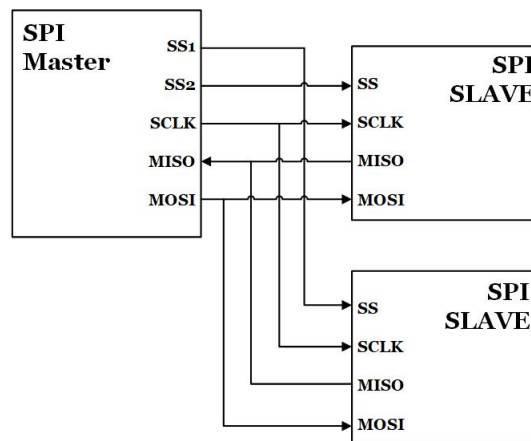 SPI
Master
SS1
SS2
SCLK
MISO
MOSI
SPI
SLAVE
SS
SCLK
MISO
MOSI
SPI
SLAVE
SS
SCLK
MISO
MOSI